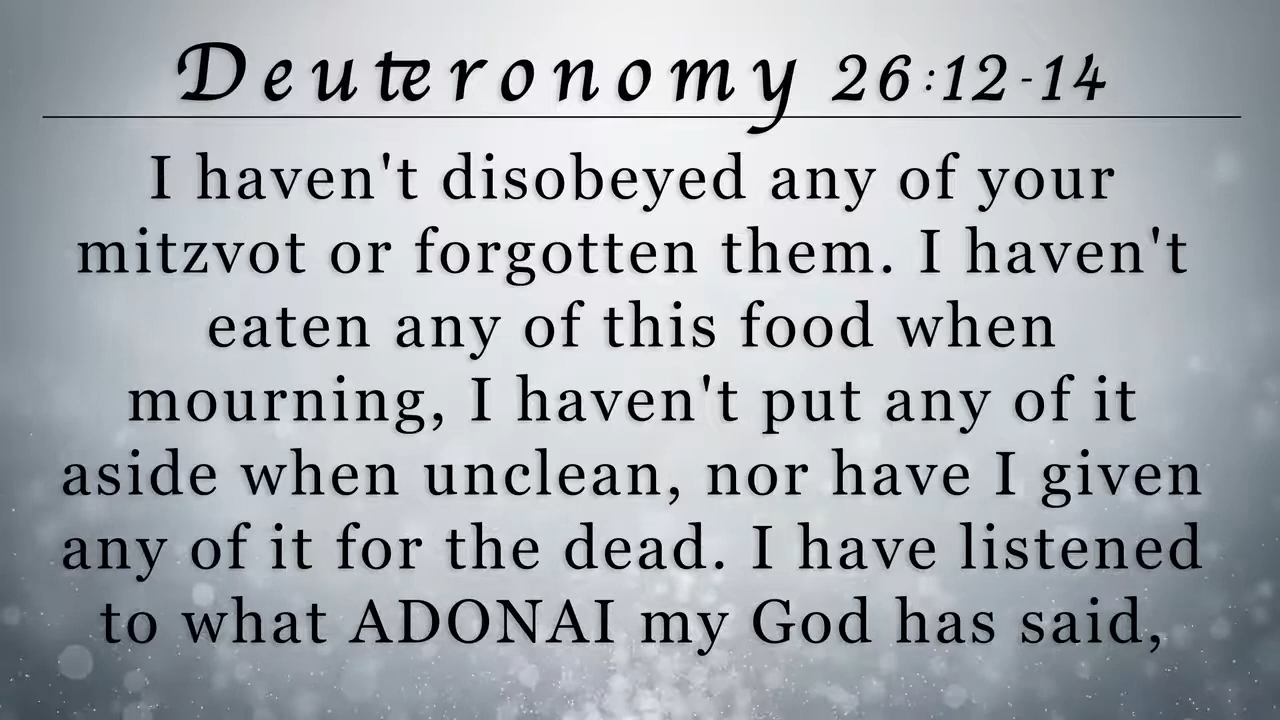 Deuteronomy 26:12-14
I haven't disobeyed any of your
mitzvot or forgotten them. I haven't
eaten any of this food when
mourning, I haven't put any of it
aside when unclean, nor have I given
any of it for the dead. I have listened
to what ADONAI my God has said,